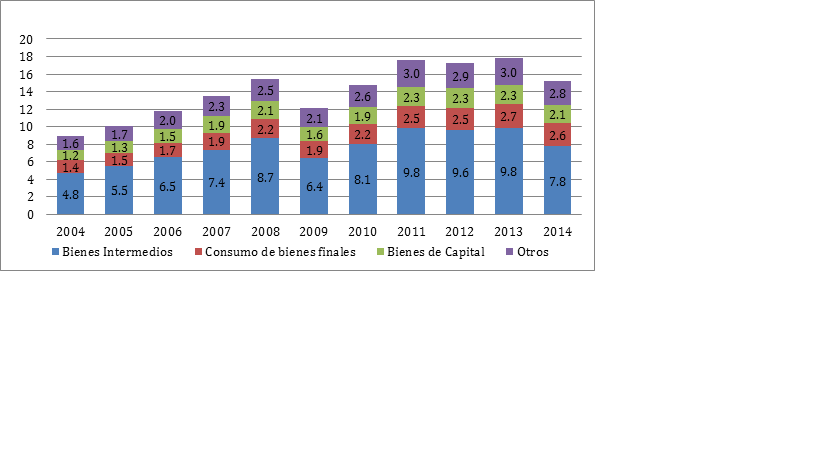 20
18
16
14
12
10
8
6
4
2
0
1.6 1.7 2.0 2.3 2.5 2.1 2.6 3.0 2.9 3.0 2.8
1.2 1.3 1.5 1.9 2.1 1.6 1.9 2.3 2.3 2.3 2.1
1.4 1.5 1.7 1.9 2.2 1.9 2.2 2.5 2.5 2.7 2.6
4.8 5.5 6.5 7.4 8.7 6.4 8.1 9.8 9.6 9.8 7.8
2004 2005 2006 2007 2008 2009 2010 2011 2012 2013 2014
Bienes Intermedios Consumo de bienes finales Bienes de Capital Otros